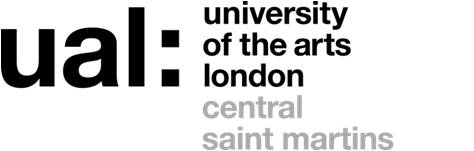 ual:
university
of the arts
london
central
saint martins